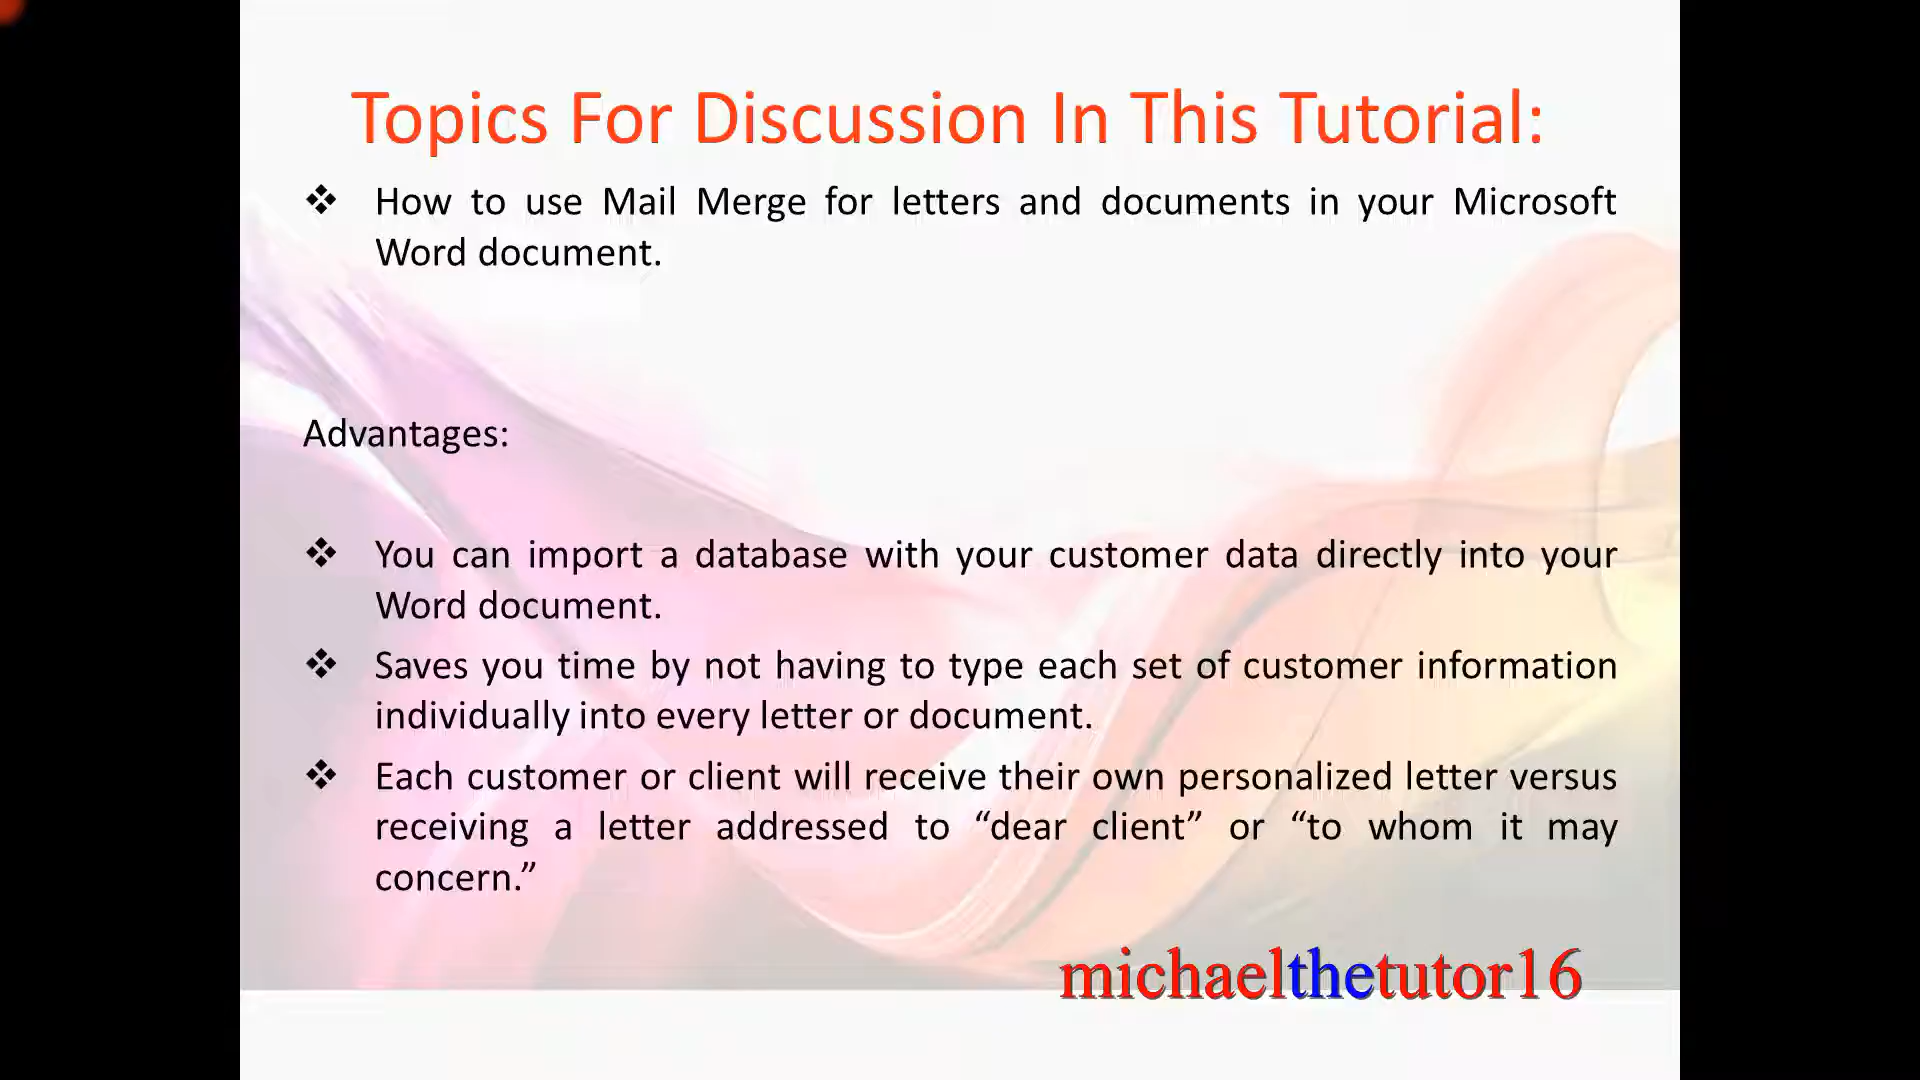 Topics For Discussion In This Tutorial:
❖ How to use Mail Merge for letters and documents in your Microsoft
Word document.
Advantages:
❖ You can import a database with your customer data directly into your
Word document.
❖ Saves you time by not having to type each set of customer information
individually into every letter or document.
❖ Each customer or client will receive their own personalized letter versus
receiving a letter addressed to “dear client” or “to whom it may
concern.”
michaelthetutor16